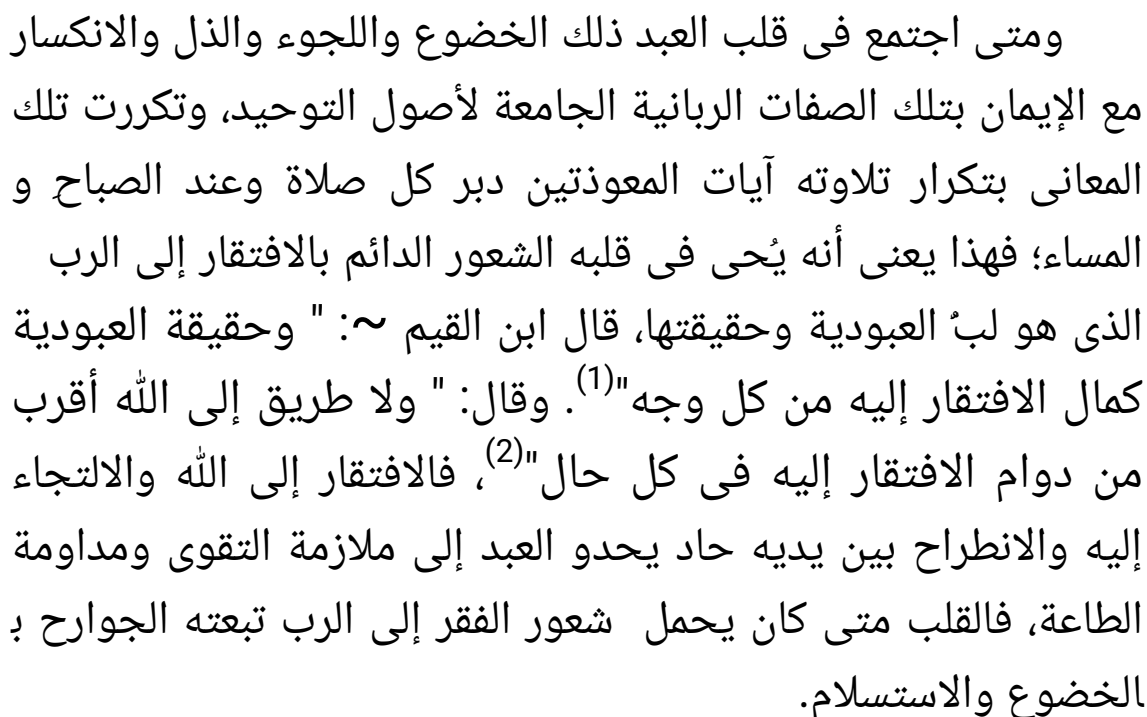 ومتى اجتمع فى قلب العبد ذلك الخضوع واللجوء والذل والانكسار
مع الإيمان بتلك الصفات الربانية الجامعة لأصول التوحيد، وتكررت تلك
المعانى بتكرار تلاوته آيات المعوذتين دبر كل صلاة وعند الصباحِ و
المساء؛ فهذا يعنى أنه يُحى فى قلبه الشعور الدائم بالافتقار إلى الرب
الذى هو لبُ العبودية وحقيقتها، قال ابن القيم ~: " وحقيقة العبودية
كمال الافتقار إليه من كل وجه"(1). وقال: " ولا طريق إلى الله أقرب
من دوام الافتقار إليه فى كل حال"(2)، فالافتقار إلى الله والالتجاء
إليه والانطراح بين يديه حاد يحدو العبد إلى ملازمة التقوى ومداومة
الطاعة، فالقلب متى كان يحمل شعور الفقر إلى الرب تبعته الجوارح بـ
الخضوع والاستسلام.